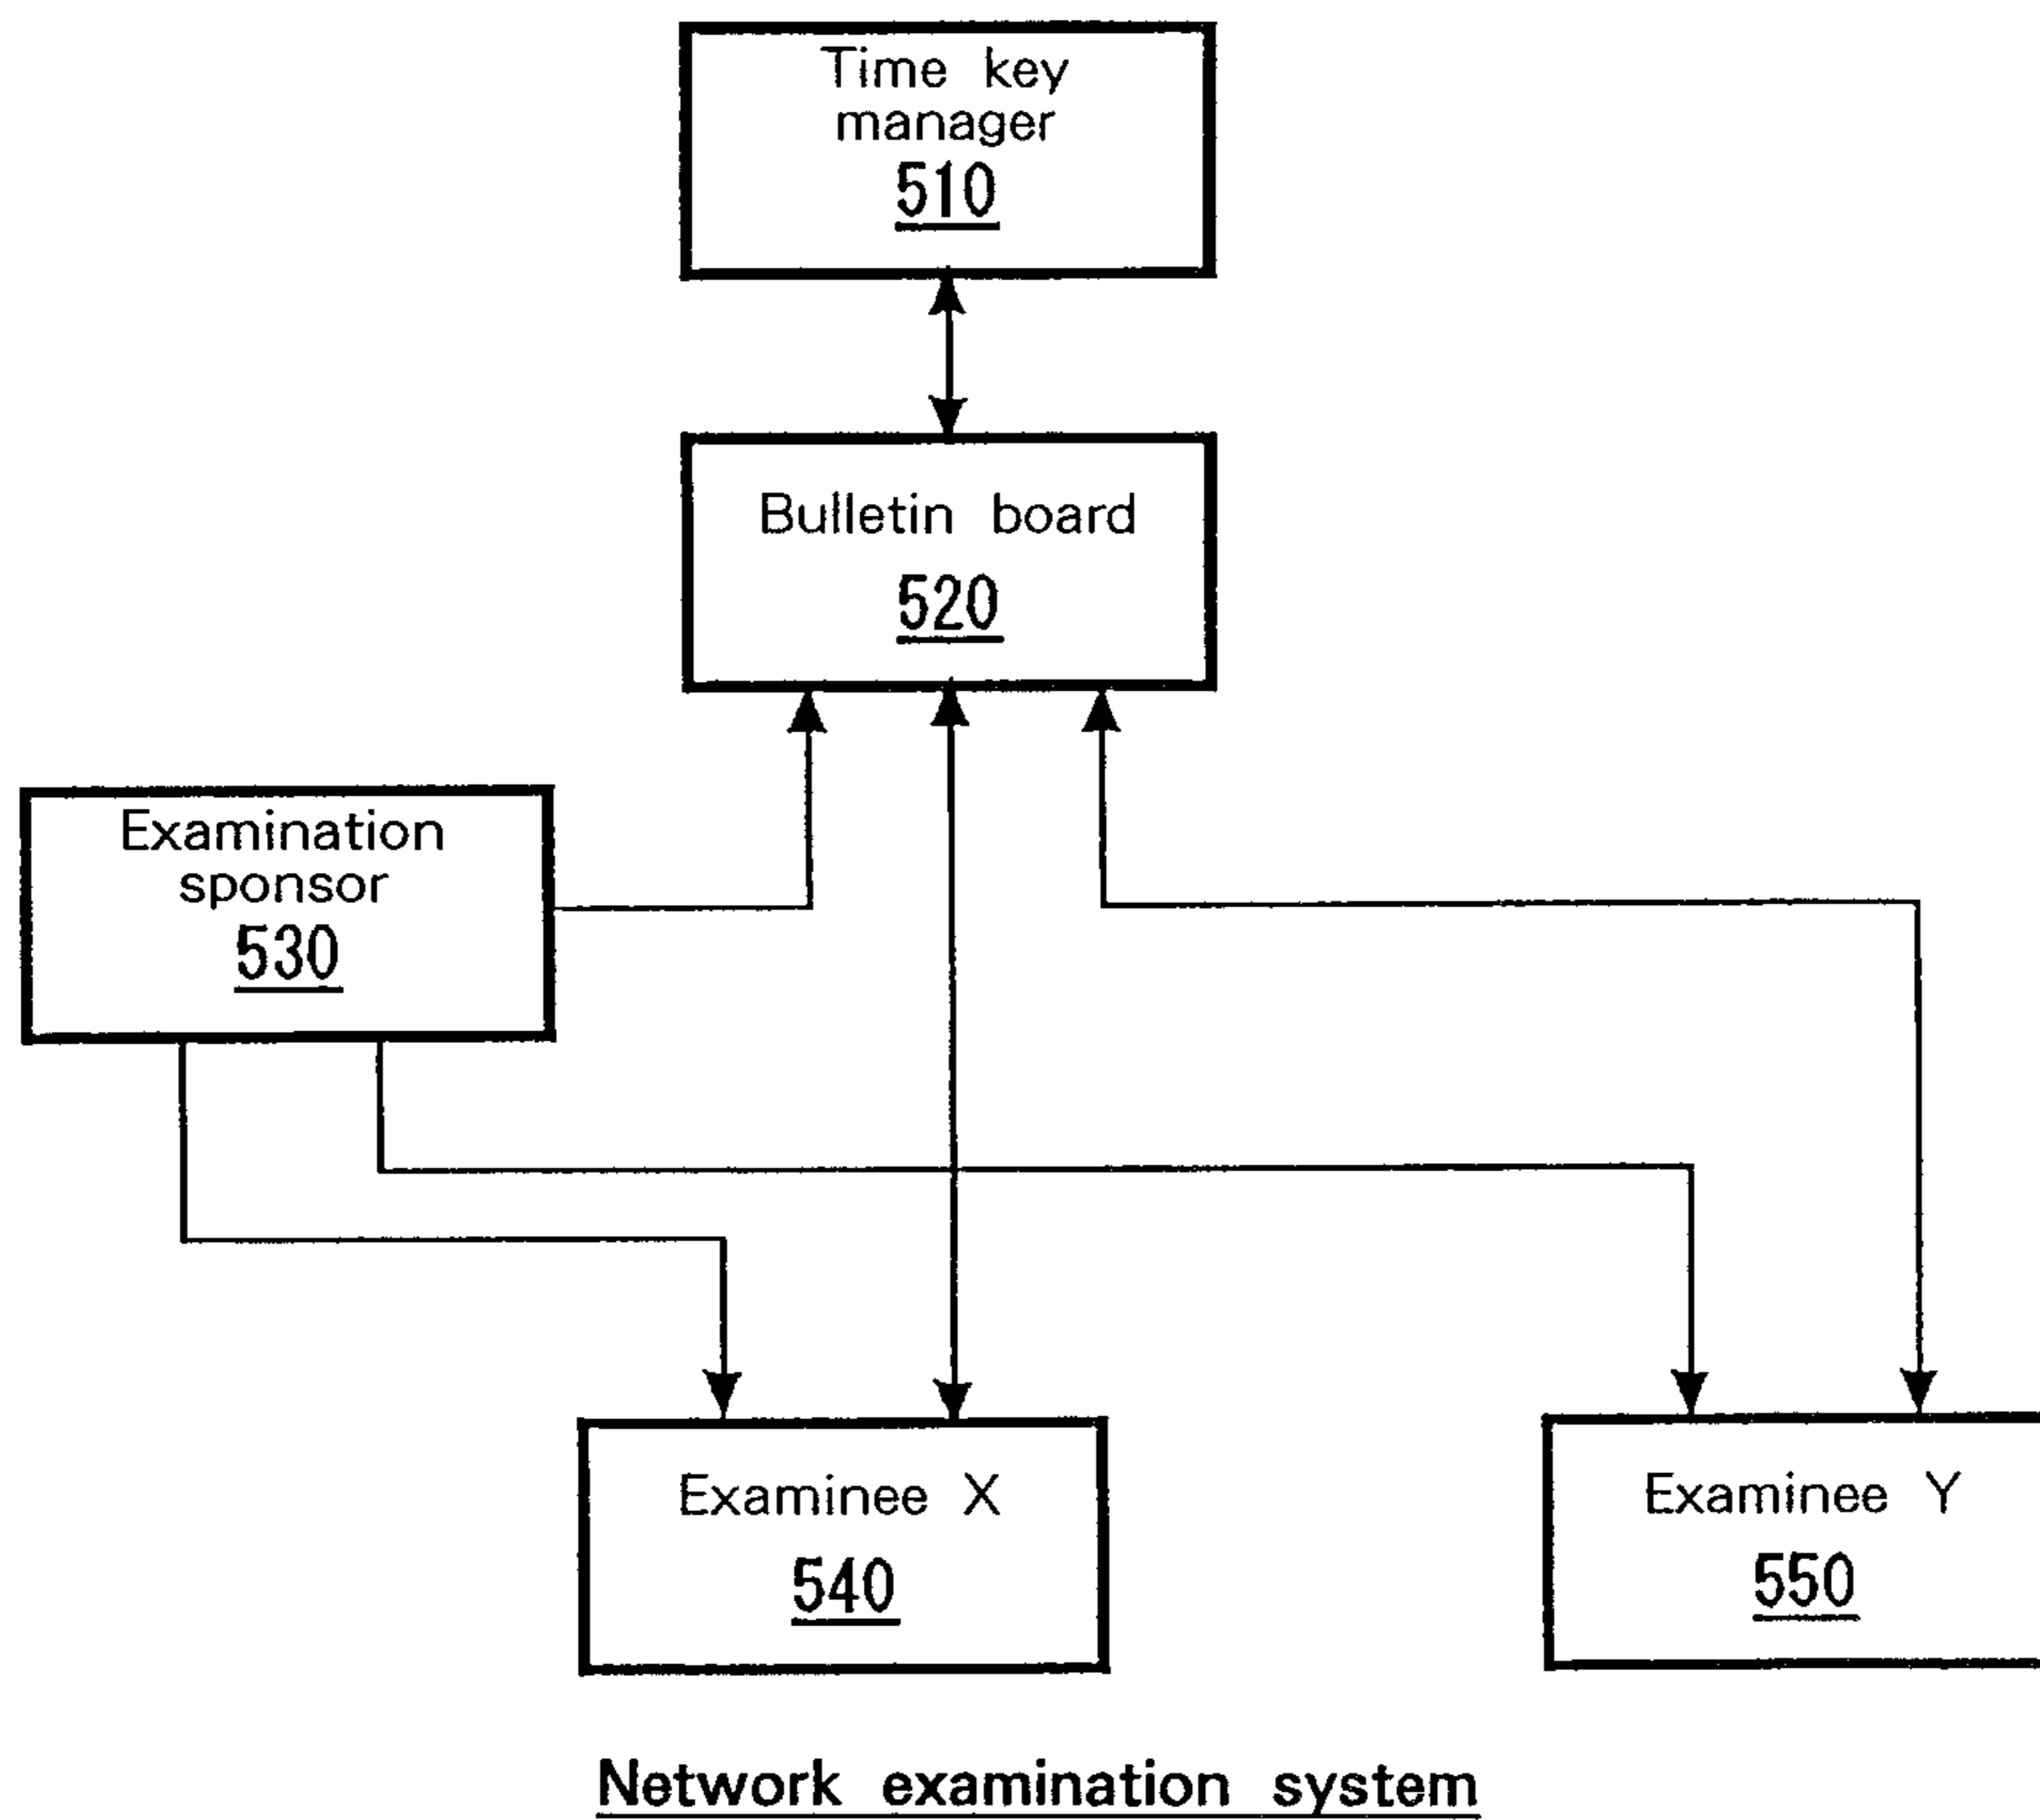 Time key
manager
510
Bulletin board
520
Examination
sponsor
530
Examinee X
540
Examinee Y
550
Network examination system